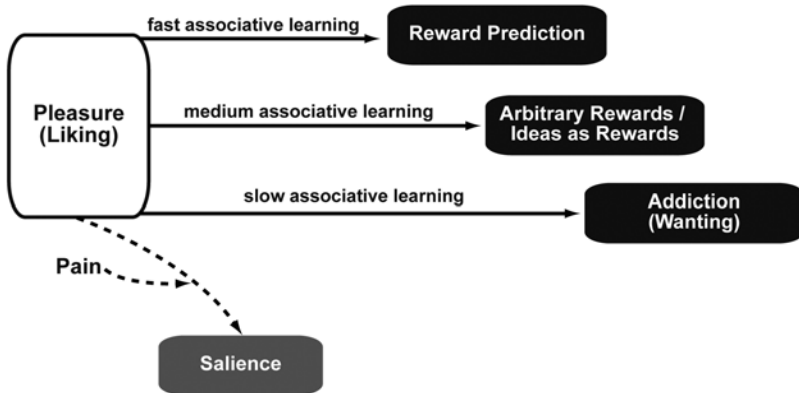 fast associative learning
Reward Prediction
Pleasure
(Liking)
medium associative learning
Arbitrary Rewards /
Ideas as Rewards
slow associative learning
Addiction
(Wanting)
Pain
Salience